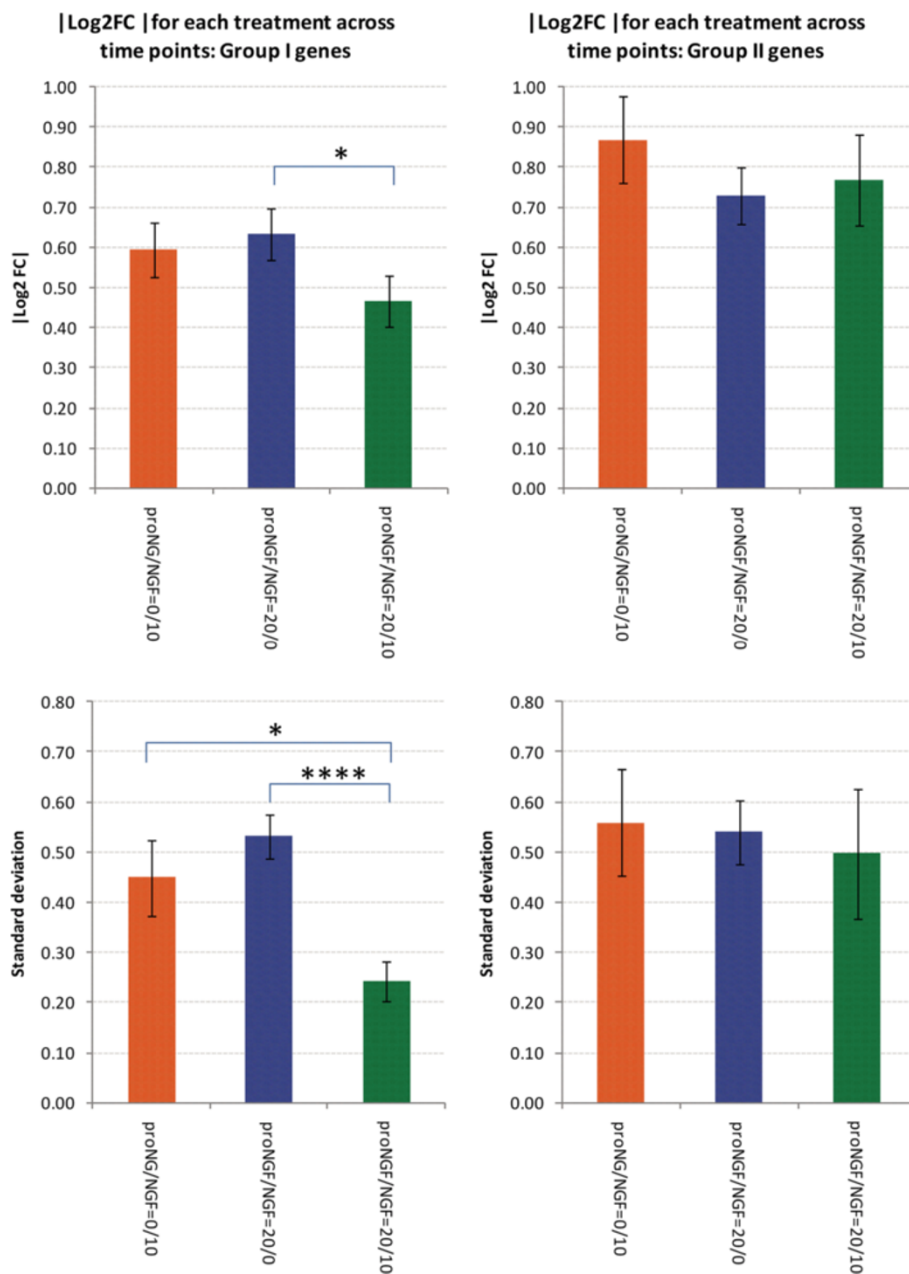 |Log2FC |for each treatment across
time points: Group I genes
|Log2 FC|
1.00
0.90
0.80
0.70
0.60
0.50
0.40
0.30
0.20
0.10
0.00
*
proNG/NGF=0/10
proNGF/NGF=20/0
proNGF/NGF=20/10
|Log2FC |for each treatment across
time points: Group II genes
|Log2 FC|
1.00
0.90
0.80
0.70
0.60
0.50
0.40
0.30
0.20
0.10
0.00
proNG/NGF=0/10
proNGF/NGF=20/0
proNGF/NGF=20/10
Standard deviation
0.80
0.70
0.60
0.50
0.40
0.30
0.20
0.10
0.00
*
****
proNG/NGF=0/10
proNGF/NGF=20/0
proNGF/NGF=20/10
Standard deviation
0.80
0.70
0.60
0.50
0.40
0.30
0.20
0.10
0.00
proNG/NGF=0/10
proNGF/NGF=20/0
proNGF/NGF=20/10